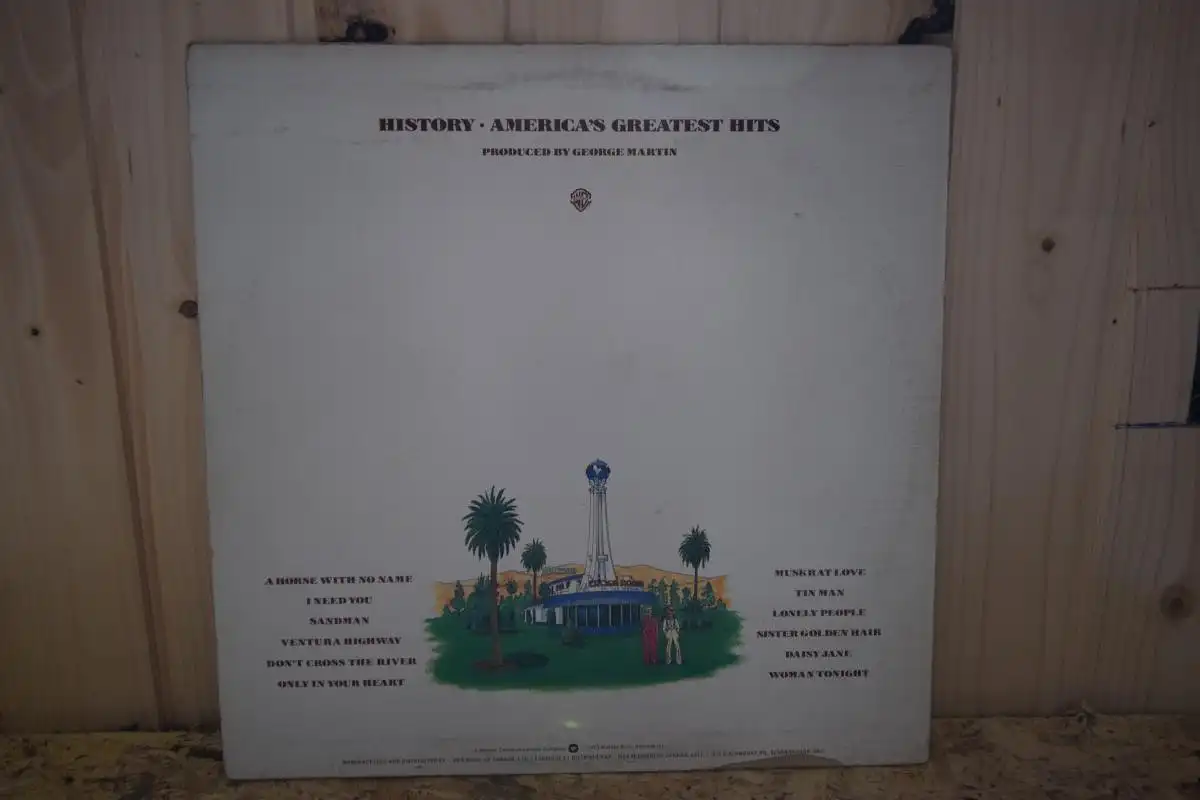 HISTORY · AMERICA'S GREATEST HITS
PRODUCED BY GEORGE MARTIN
A HORSE WITH NO NAME
I NEED YOU
SANDMAN
VENTURA HIGHWAY
DON'T CROSS THE RIVER
ONLY IN YOUR HEART
MUSKRAT LOVE
TIN MAN
LONELY PEOPLE
SISTER GOLDEN HAIR
DAISY JANE
WOMAN TONIGHT